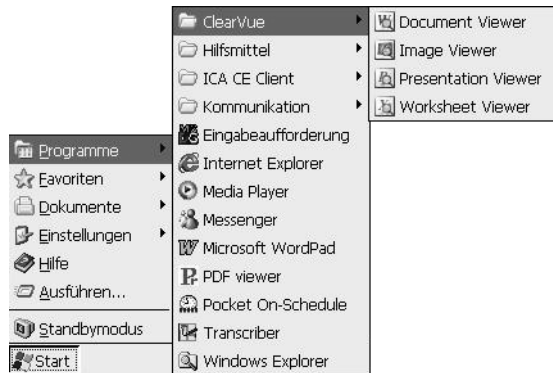 Programme
Favoriten
Dokumente
Einstellungen
Hilfe
Ausführen...
Standbymodus
Start
ClearVue
Hilfsmittel
ICA CE Client
Kommunikation
Eingabeaufforderung
Internet Explorer
Media Player
Messenger
Microsoft WordPad
PDF viewer
Pocket On-Schedule
Transcriber
Windows Explorer
Document Viewer
Image Viewer
Presentation Viewer
Worksheet Viewer